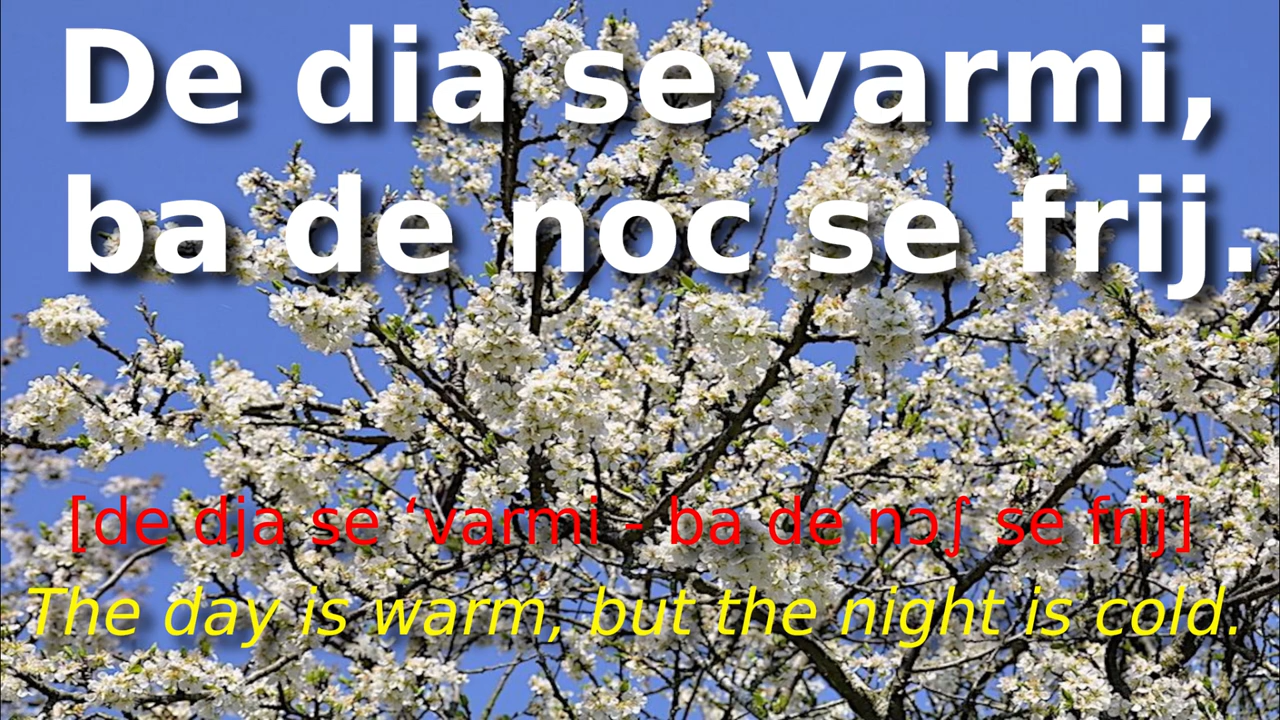 De dia se varmi,
ba de noc se frij.
[de dja se ‘varmi - ba de nɔʃ se frij]
The day is warm, but the night is cold.